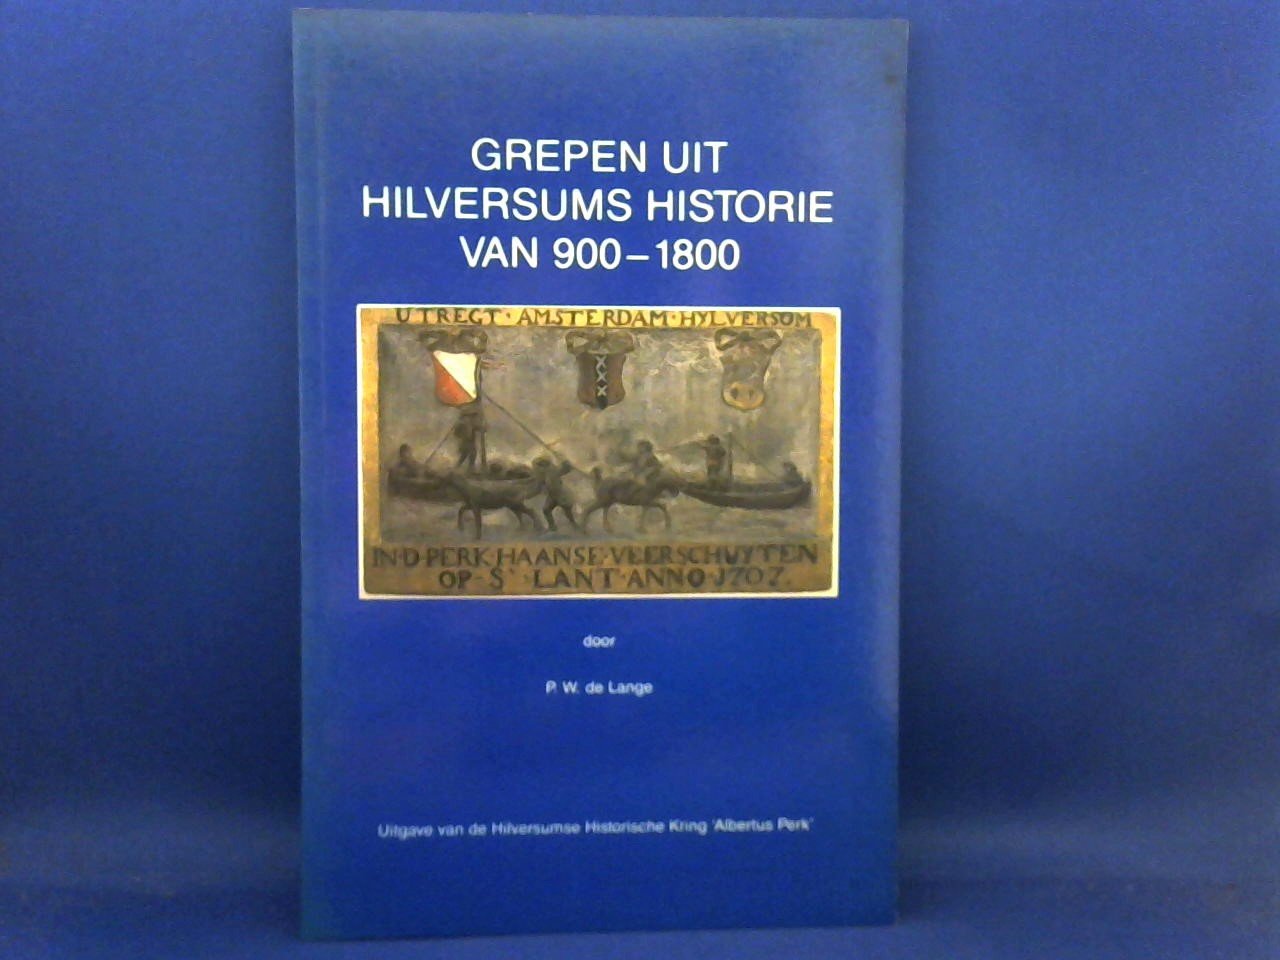 GREPEN UIT
HILVERSUMS HISTORIE
VAN 900–1800
UTREGT·AMSTERDAM·HYLVERSOM
IN·D·PERK·HAANSE·VEERSCHUYTEN
OP·S'·LANT·ANNO·1707.
door
P. W. de Lange
Uitgave van de Hilversumse Historische Kring 'Albertus Perk'